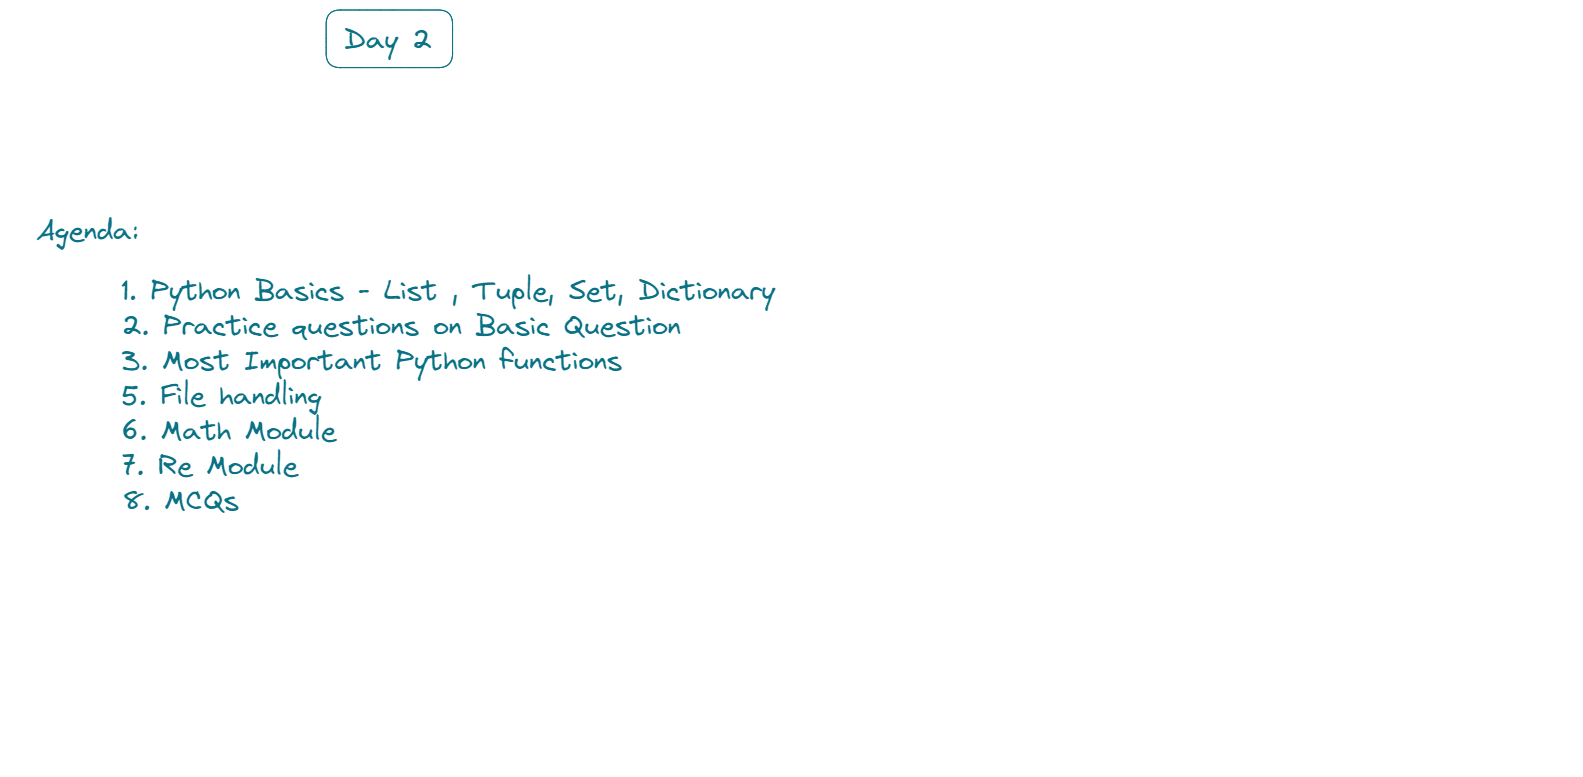 Day 2
Agenda:
1. Python Basics - List , Tuple, Set, Dictionary
2. Practice questions on Basic Question
3. Most Important Python functions
5. File handling
6. Math Module
7. Re Module
8. MCQs